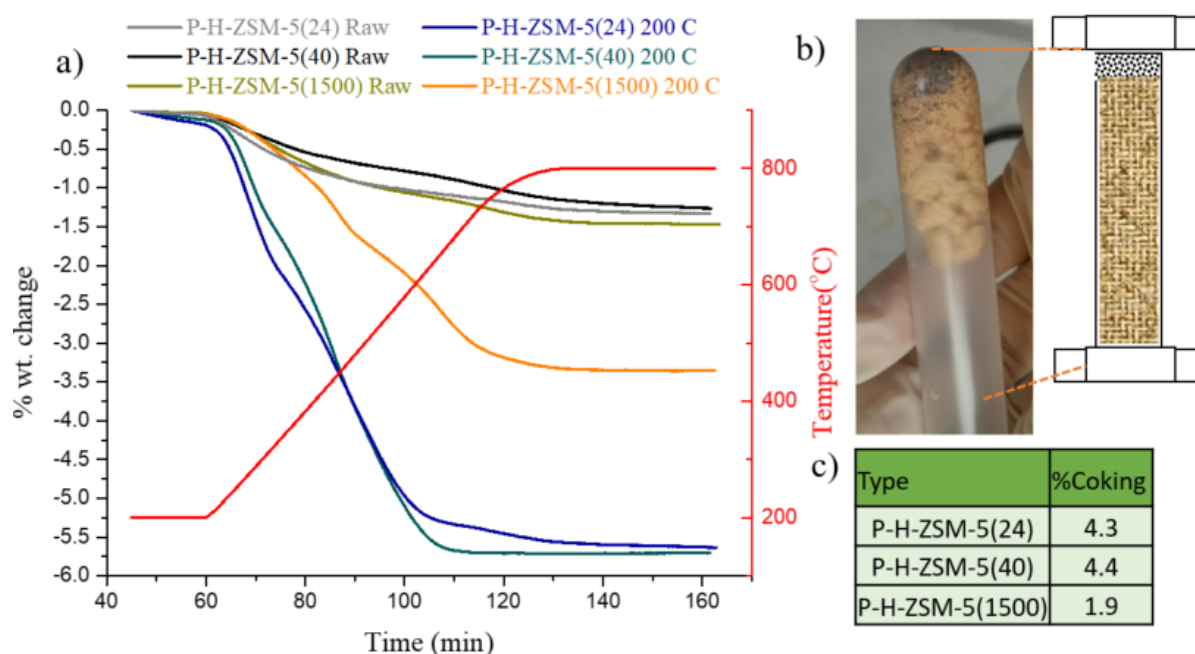 P-H-ZSM-5(24) Raw P-H-ZSM-5(24) 200 C
P-H-ZSM-5(40) Raw P-H-ZSM-5(40) 200 C
P-H-ZSM-5(1500) Raw P-H-ZSM-5(1500) 200 C
a)
0.0
-0.5
-1.0
-1.5
-2.0
-2.5
-3.0
-3.5
-4.0
-4.5
-5.0
-5.5
-6.0
% wt. change
40 60 80 100 120 140 160
Time (min)
800
600
400
200
Temperature(°C)
b)
c)
Type %Coking
P-H-ZSM-5(24) 4.3
P-H-ZSM-5(40) 4.4
P-H-ZSM-5(1500) 1.9